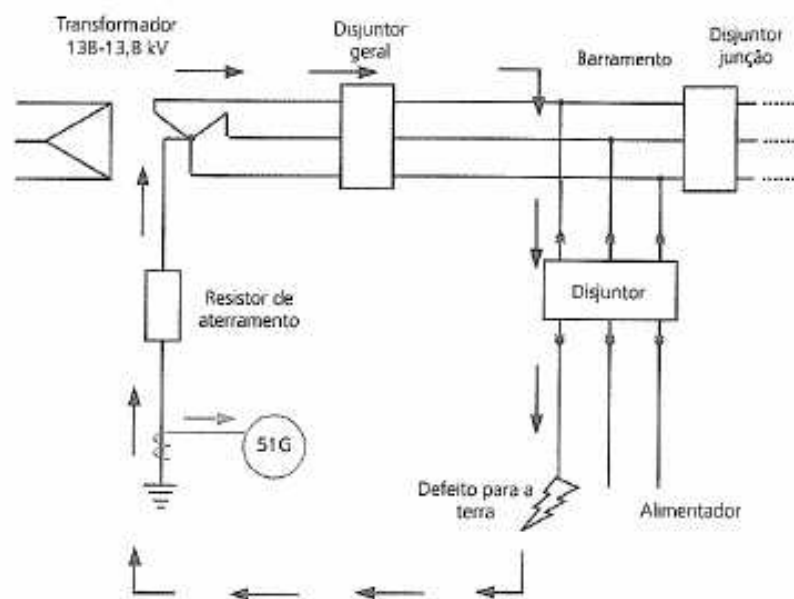 Transformador
138-13,8 kV
Disjuntor
geral
Barramento
Disjuntor
junção
Resistor de
aterramento
Disjuntor
51G
Defeito para a
terra
Alimentador